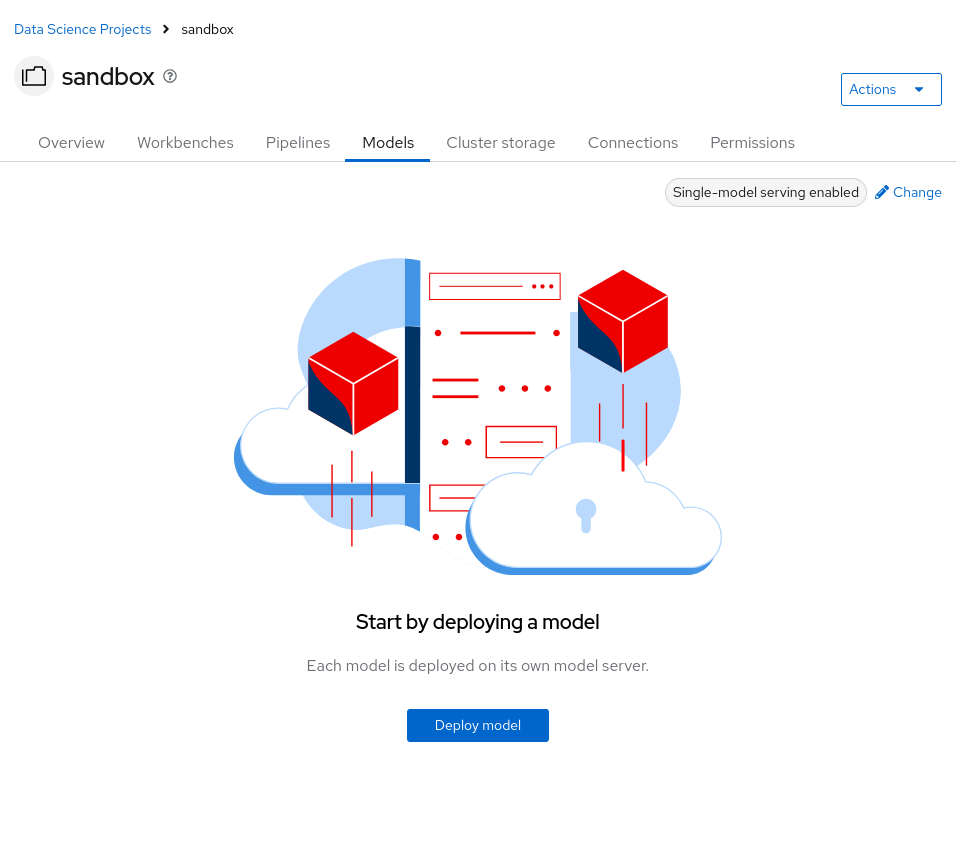 Data Science Projects > sandbox
sandbox
Actions
Overview Workbenches Pipelines Models Cluster storage Connections Permissions
Single-model serving enabled Change
Start by deploying a model
Each model is deployed on its own model server.
Deploy model